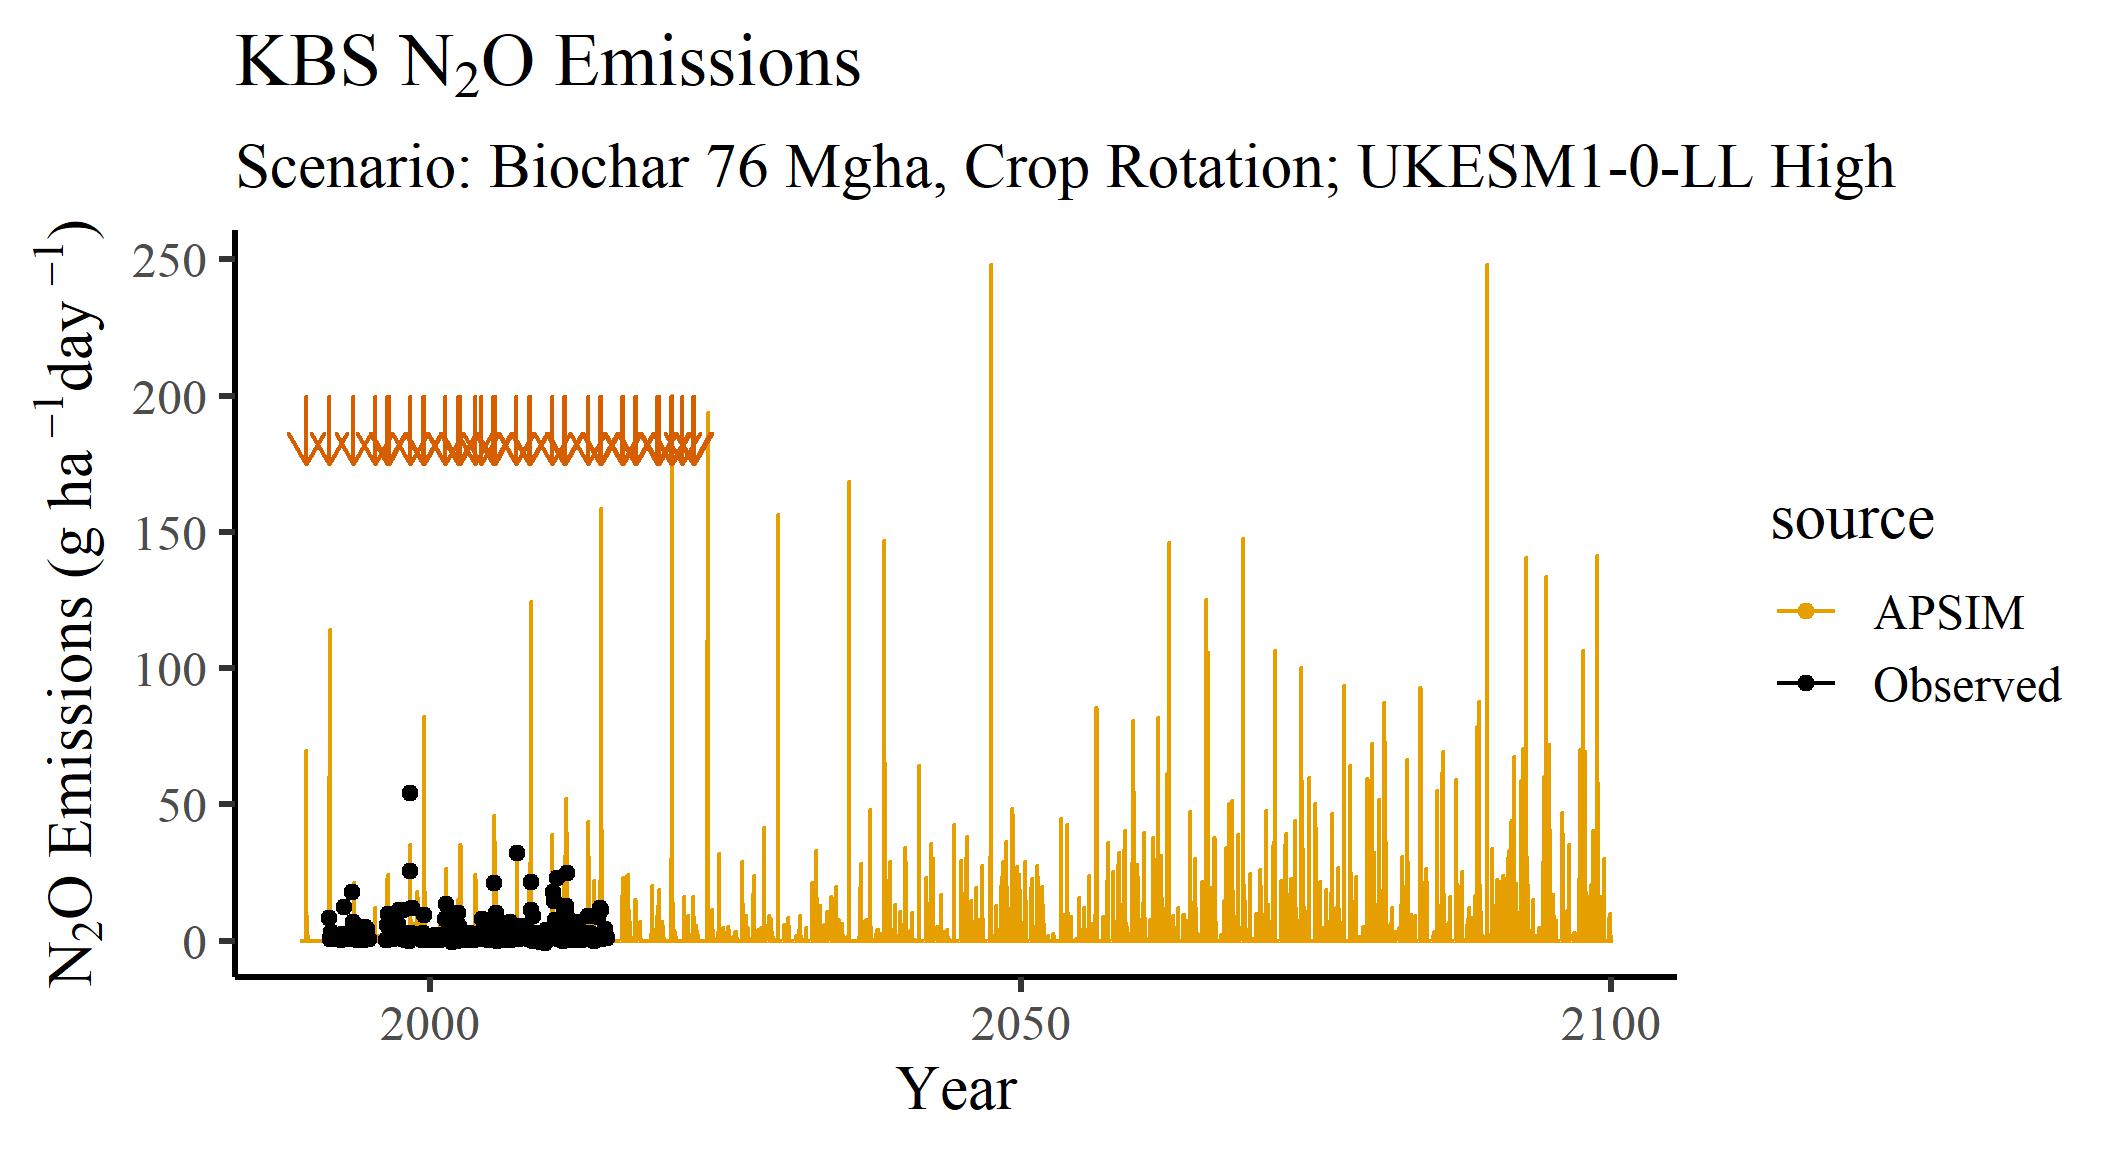 KBS N₂O Emissions
Scenario: Biochar 76 Mgha, Crop Rotation; UKESM1-0-LL High
N₂O Emissions (g ha ⁻¹day ⁻¹)
250
200
150
100
50
0
2000 2050 2100
Year
source
APSIM
Observed